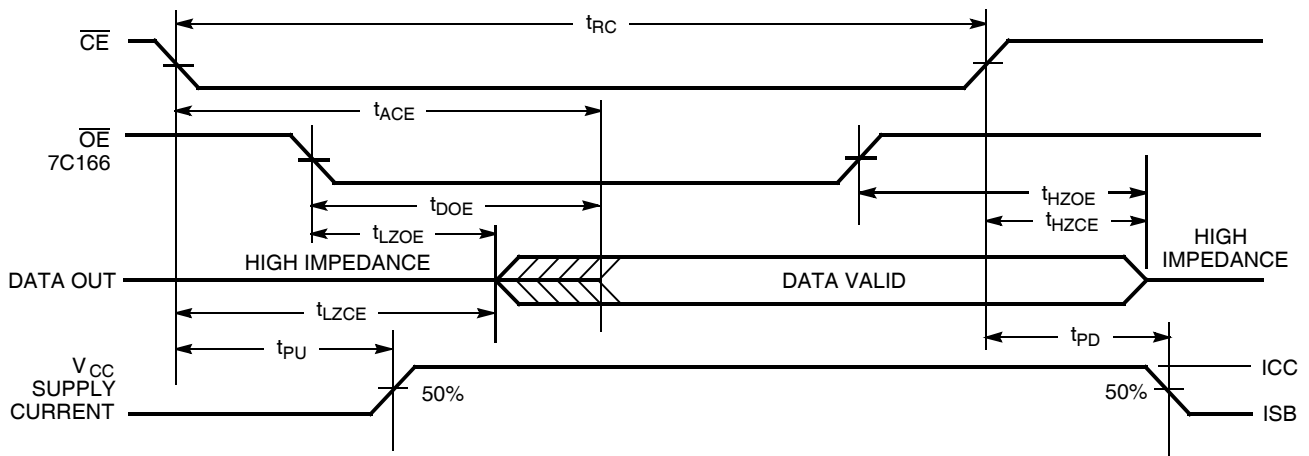 tRC
CE
tACE
OE
7C166
tHZOE
tDOE
tHZCE
tLZOE
HIGH IMPEDANCE
HIGH
IMPEDANCE
DATA OUT
DATA VALID
tLZCE
tPU
tPD
VCC
SUPPLY
CURRENT
50%
50%
ICC
ISB